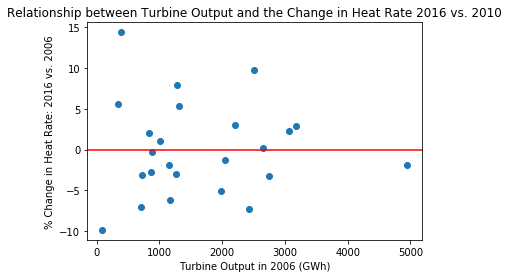 Relationship between Turbine Output and the Change in Heat Rate 2016 vs. 2010
% Change in Heat Rate: 2016 vs. 2006
15
10
5
0
−5
−10
0 1000 2000 3000 4000 5000
Turbine Output in 2006 (GWh)